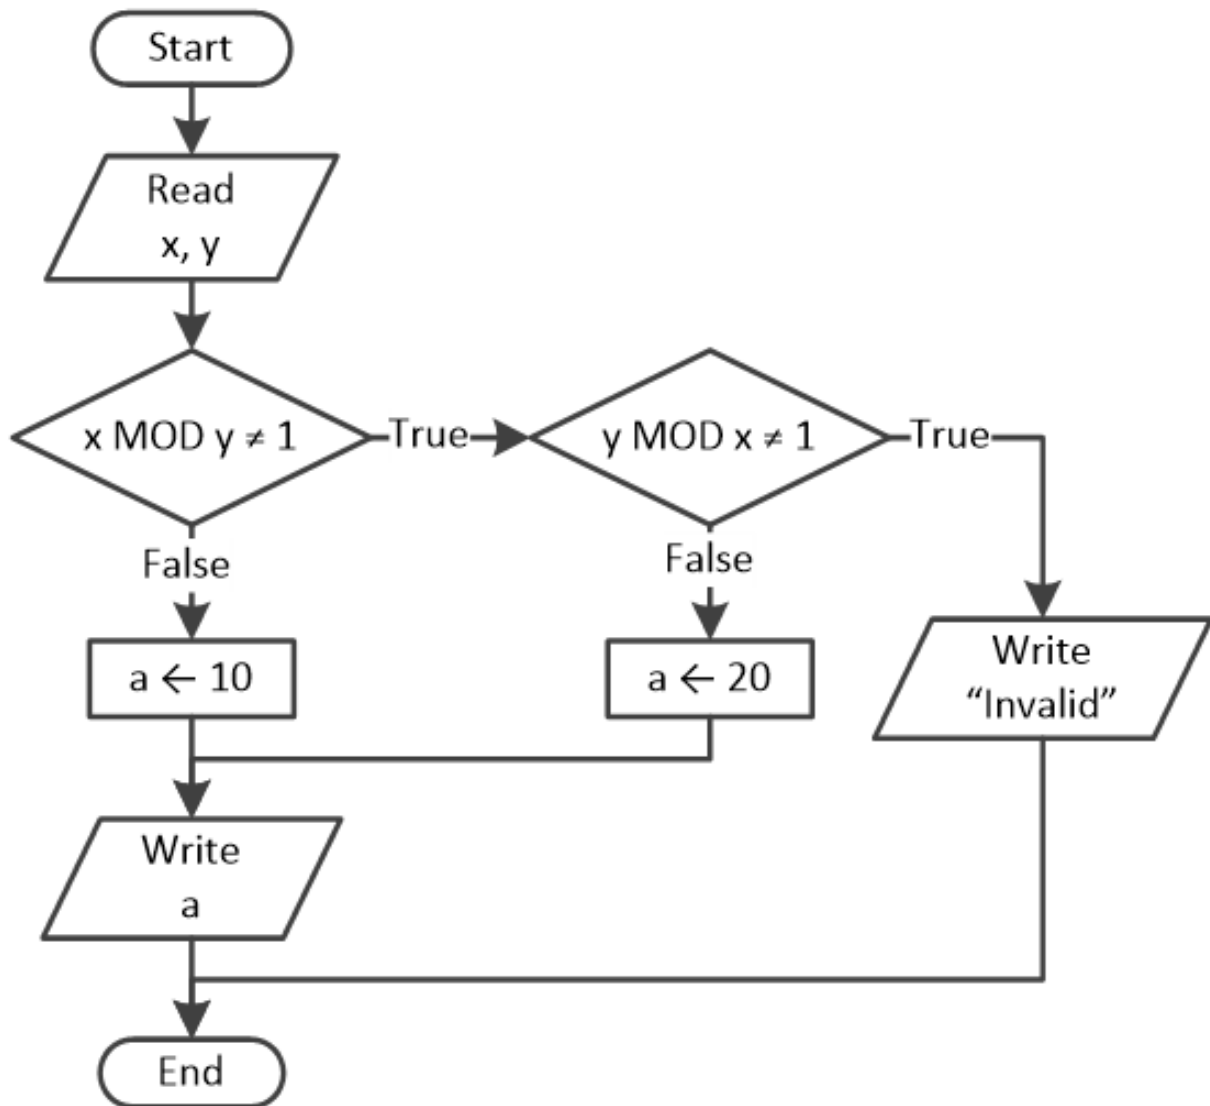 Start
Read
x, y
x MOD y ≠ 1
True
y MOD x ≠ 1
True
False
False
a ← 10
a ← 20
Write
“Invalid”
Write
a
End